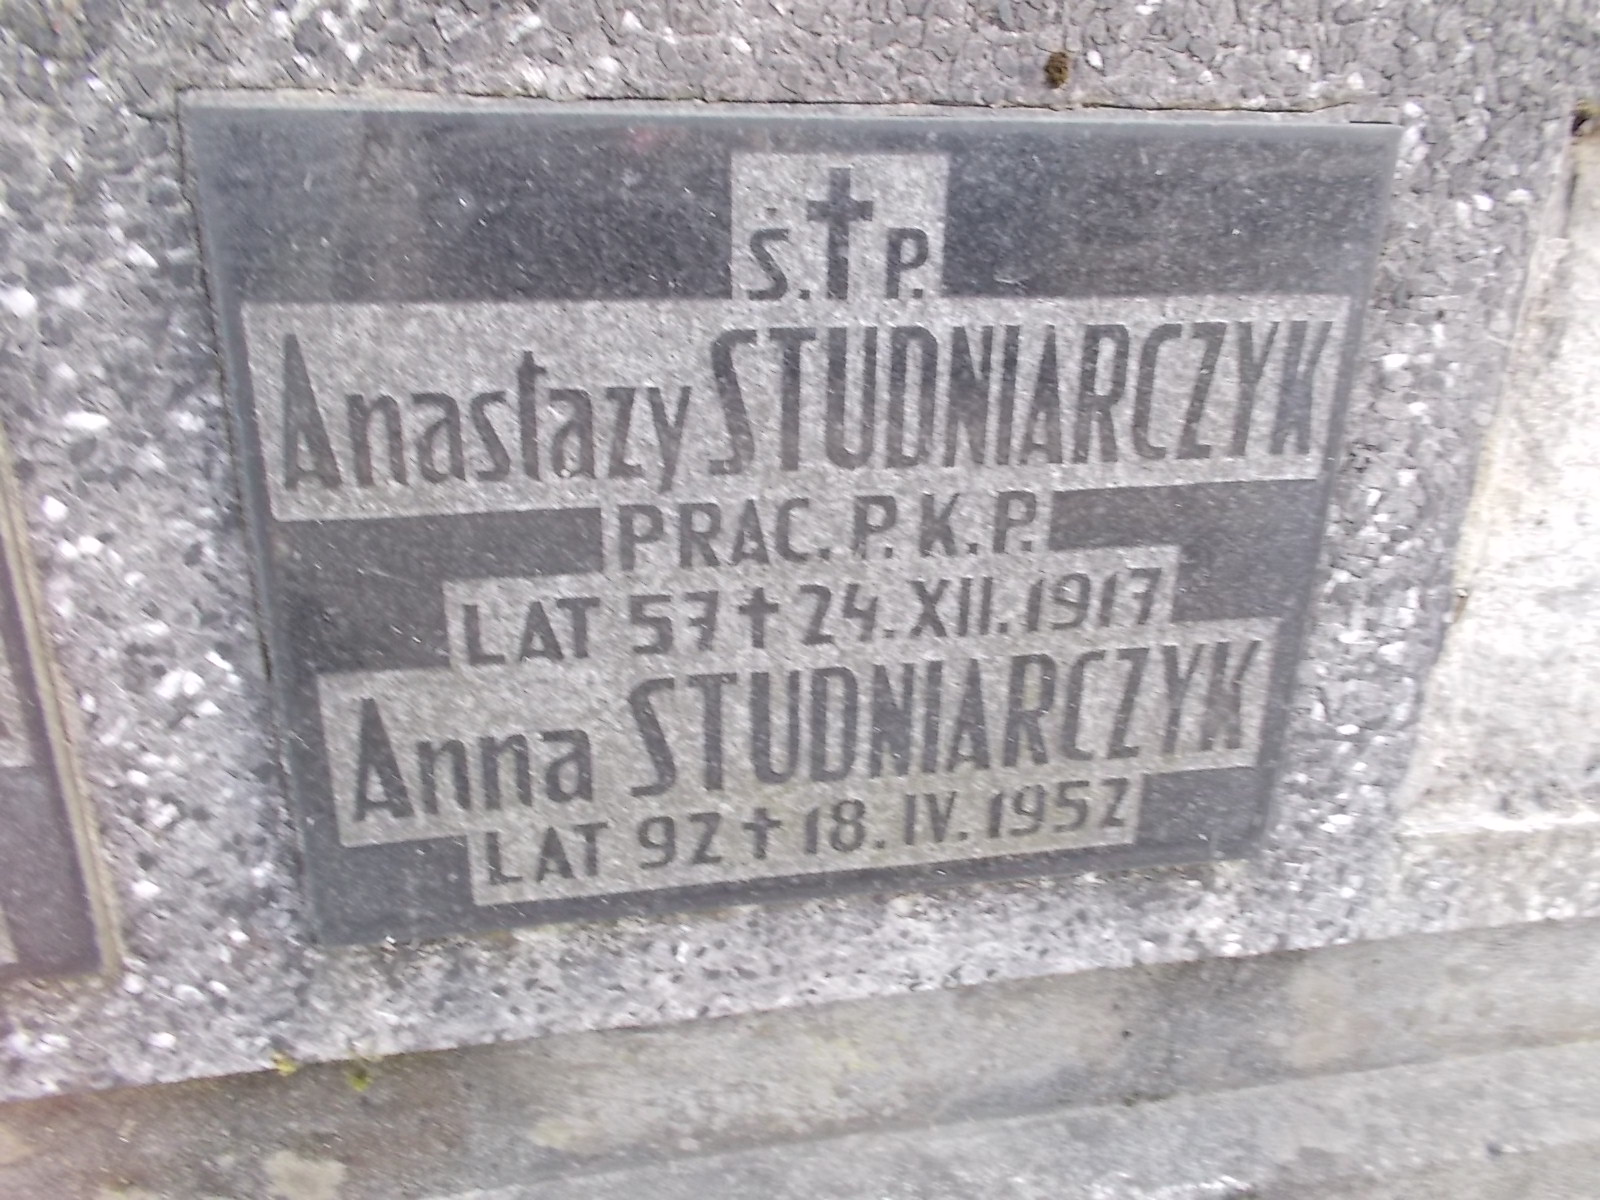 Ś. † P.
Anastazy STUDNIARCZYK
PRAC. P. K. P.
LAT 57 † 24. XII. 1917
Anna STUDNIARCZYK
LAT 92 † 18. IV. 1952